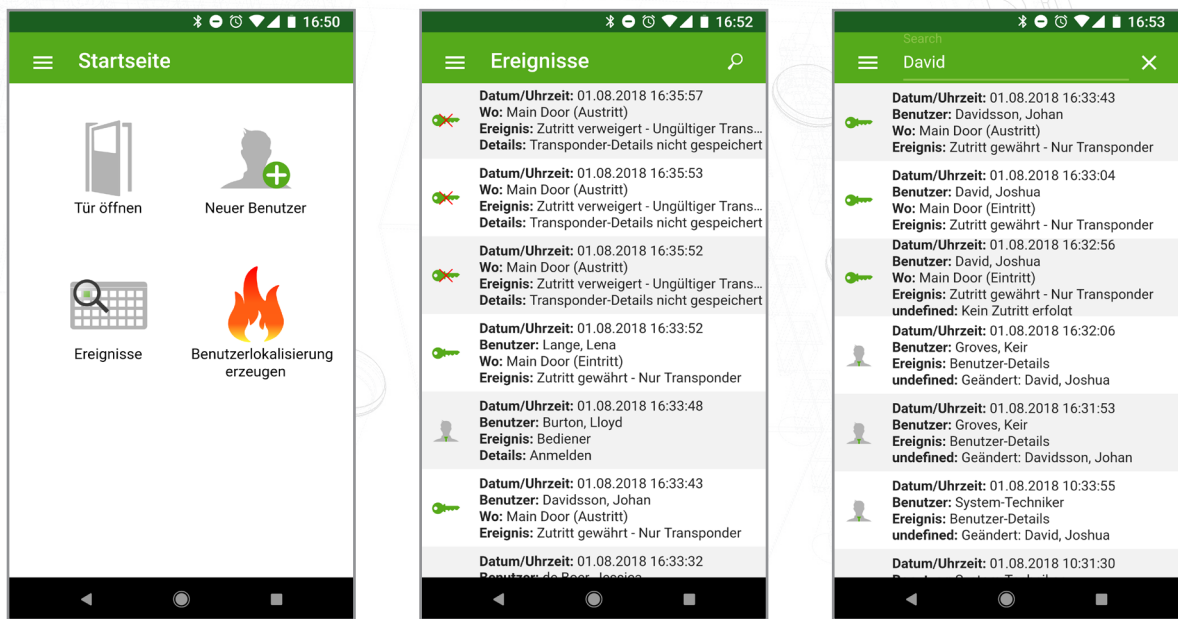 16:50
Startseite
Tür öffnen
Neuer Benutzer
Ereignisse
Benutzerlokalisierung
erzeugen
16:52
Ereignisse
Datum/Uhrzeit: 01.08.2018 16:35:57
Wo: Main Door (Austritt)
Ereignis: Zutritt verweigert - Ungültiger Trans...
Details: Transponder-Details nicht gespeichert
Datum/Uhrzeit: 01.08.2018 16:35:53
Wo: Main Door (Austritt)
Ereignis: Zutritt verweigert - Ungültiger Trans...
Details: Transponder-Details nicht gespeichert
Datum/Uhrzeit: 01.08.2018 16:35:52
Wo: Main Door (Austritt)
Ereignis: Zutritt verweigert - Ungültiger Trans...
Details: Transponder-Details nicht gespeichert
Datum/Uhrzeit: 01.08.2018 16:33:52
Benutzer: Lange, Lena
Wo: Main Door (Eintritt)
Ereignis: Zutritt gewährt - Nur Transponder
Datum/Uhrzeit: 01.08.2018 16:33:48
Benutzer: Burton, Lloyd
Ereignis: Bediener
Details: Anmelden
Datum/Uhrzeit: 01.08.2018 16:33:43
Benutzer: Davidsson, Johan
Wo: Main Door (Austritt)
Ereignis: Zutritt gewährt - Nur Transponder
Datum/Uhrzeit: 01.08.2018 16:33:32
Benutzer: de Boer, Jessica
16:53
Search
David
Datum/Uhrzeit: 01.08.2018 16:33:43
Benutzer: Davidsson, Johan
Wo: Main Door (Austritt)
Ereignis: Zutritt gewährt - Nur Transponder
Datum/Uhrzeit: 01.08.2018 16:33:04
Benutzer: David, Joshua
Wo: Main Door (Eintritt)
Ereignis: Zutritt gewährt - Nur Transponder
Datum/Uhrzeit: 01.08.2018 16:32:56
Benutzer: David, Joshua
Wo: Main Door (Eintritt)
Ereignis: Zutritt gewährt - Nur Transponder
undefined: Kein Zutritt erfolgt
Datum/Uhrzeit: 01.08.2018 16:32:06
Benutzer: Groves, Keir
Ereignis: Benutzer-Details
undefined: Geändert: David, Joshua
Datum/Uhrzeit: 01.08.2018 16:31:53
Benutzer: Groves, Keir
Ereignis: Benutzer-Details
undefined: Geändert: Davidsson, Johan
Datum/Uhrzeit: 01.08.2018 10:33:55
Benutzer: System-Techniker
Ereignis: Benutzer-Details
undefined: Geändert: David, Joshua
Datum/Uhrzeit: 01.08.2018 10:31:30